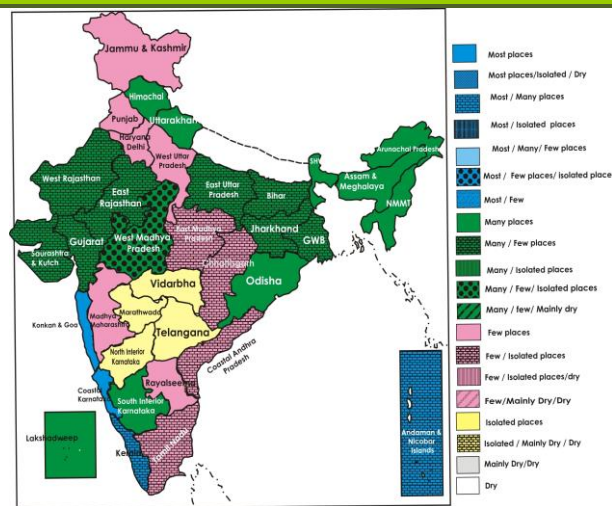 Jammu & Kashmir
Himachal
Punjab
Uttarakhand
Haryana
Delhi
West Uttar
Pradesh
Arunachal Pradesh
West Rajasthan
East
Rajasthan
East Uttar
Pradesh
Bihar
Assam &
Meghalaya
NMMT
Jharkhand
GWB
Gujarat
West Madhya
Pradesh
East Madhya
Pradesh
Chhattisgarh
Saurashtra
& Kutch
Odisha
Vidarbha
Madhya
Maharashtra
Marathwada
Konkan & Goa
Telangana
North Interior
Karnataka
Coastal Andhra
Pradesh
Coastal
Karnataka
Rayalseema
South Interior
Karnataka
Lakshadweep
Kerala
Tamil Nadu
Andaman &
Nicobar
Islands
Most places
Most places/Isolated / Dry
Most / Many places
Most / Isolated places
Most / Many/ Few places
Most / Few places/ Isolated place
Most / Few
Many places
Many / Few places
Many / Isolated places
Many / Few/ Isolated places
Many / few/ Mainly dry
Few places
Few / Isolated places
Few / Isolated places/dry
Few/Mainly Dry/Dry
Isolated places
Isolated / Mainly Dry / Dry
Mainly Dry/Dry
Dry